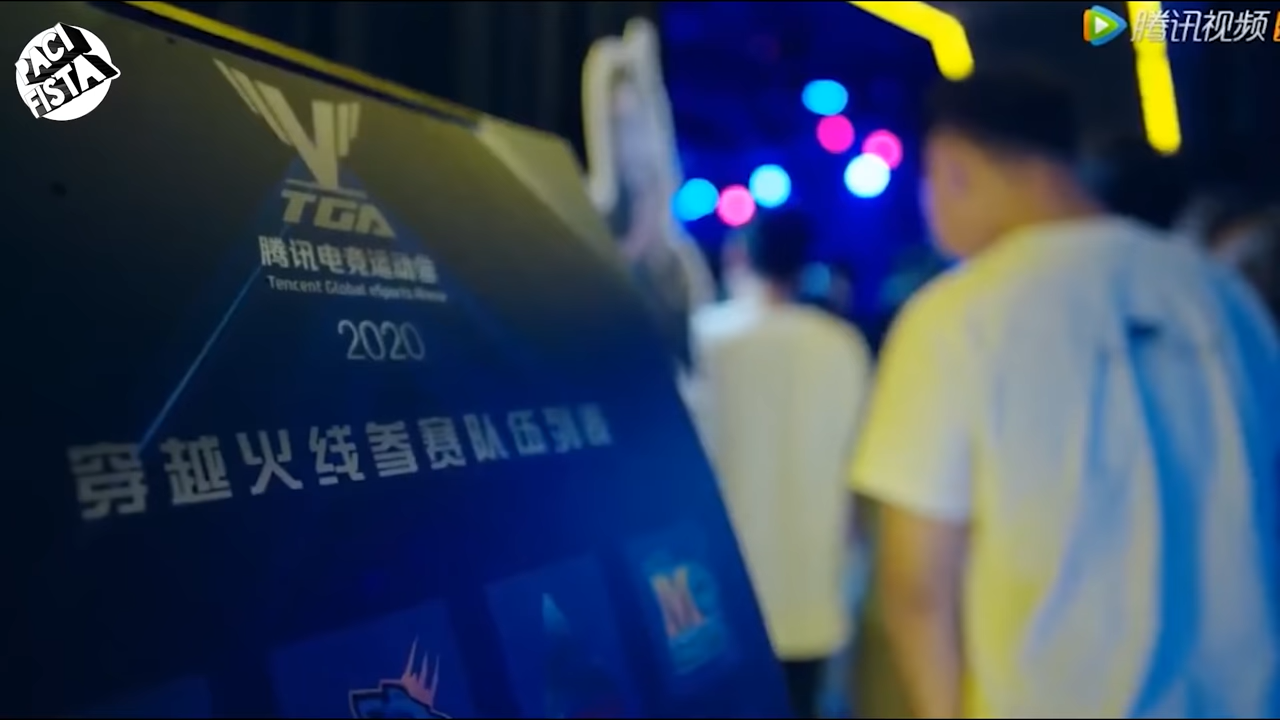 PACI
FISTA
腾讯视频
TGA
腾讯电竞运动会
Tencent Global eSports Arena
2020
穿越火线参赛队伍列表
M